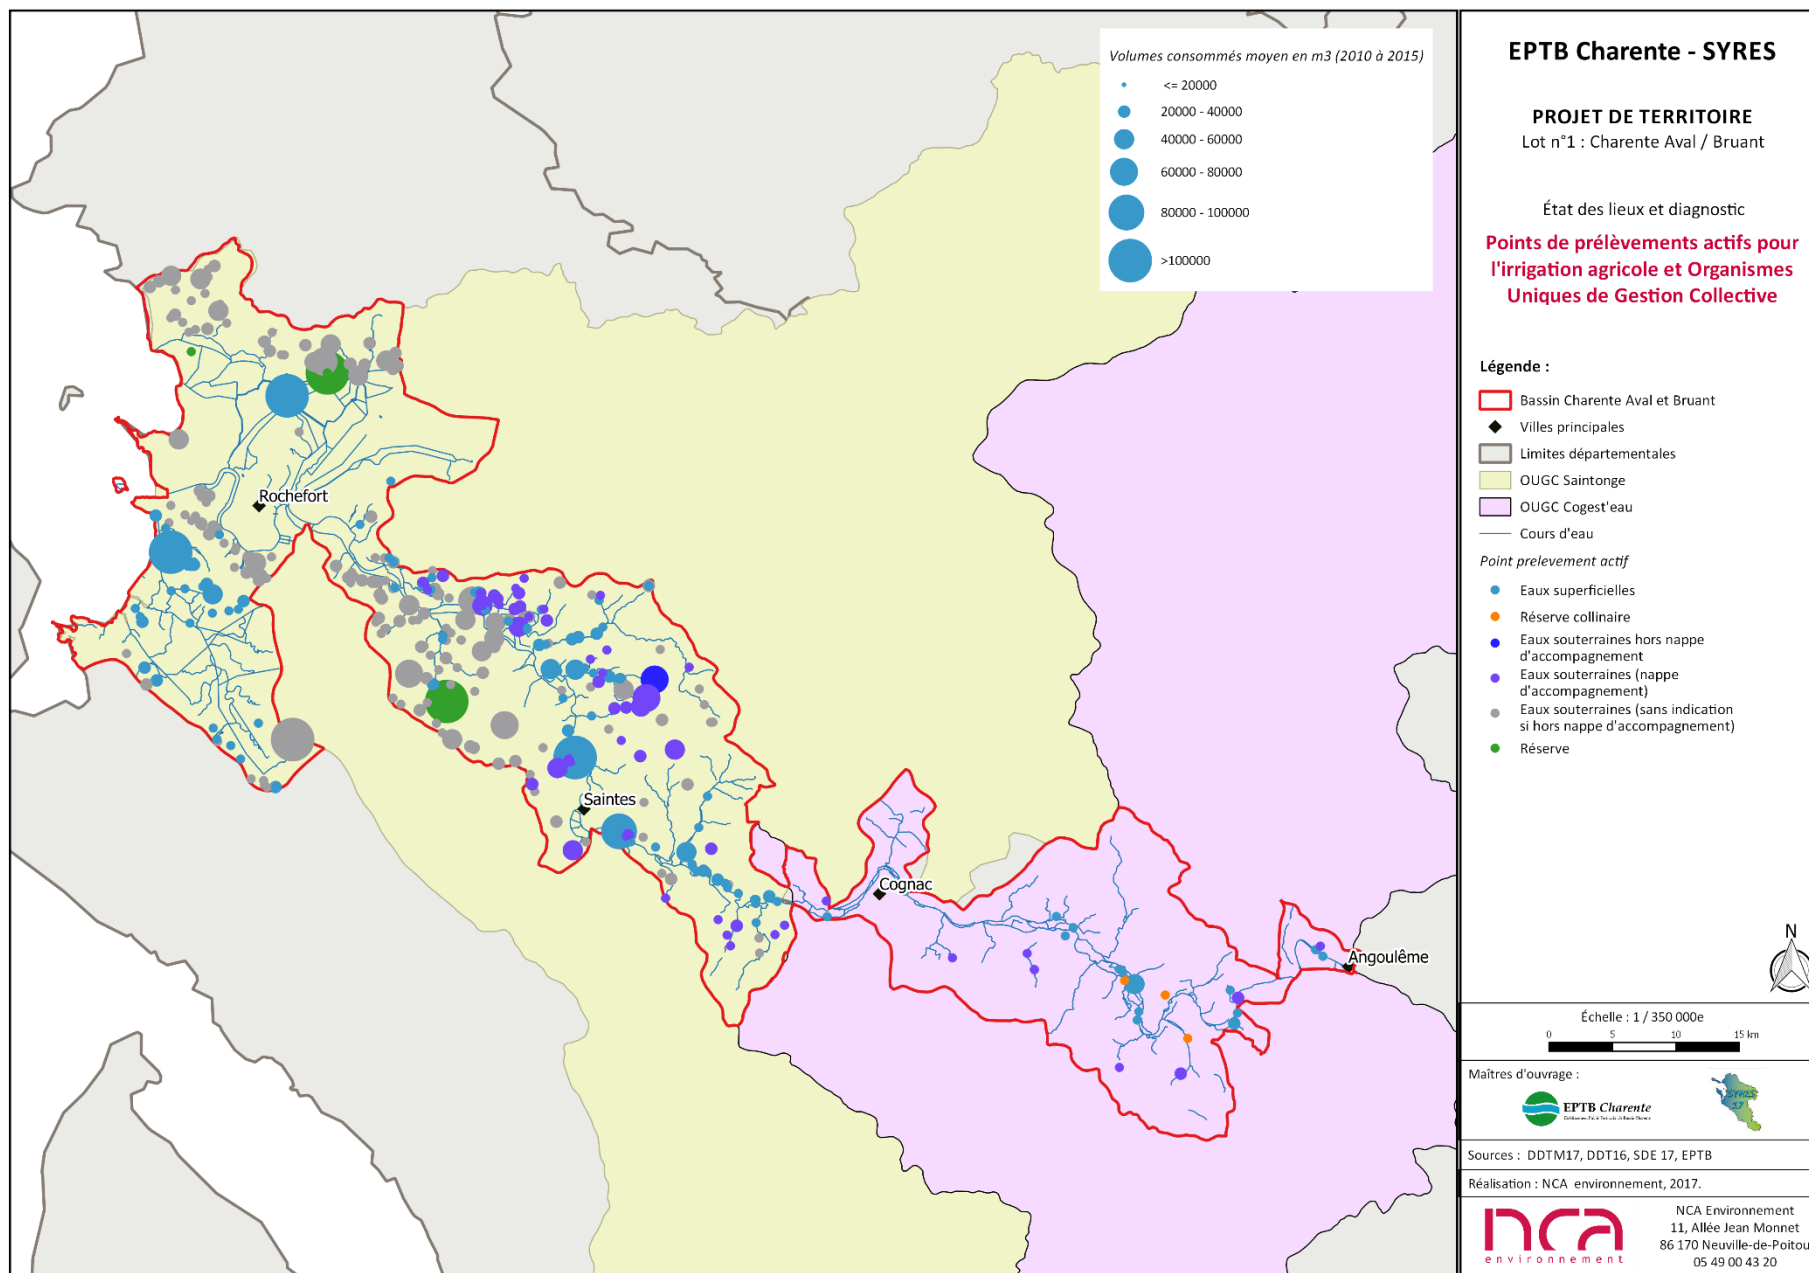 Volumes consommés moyen en m3 (2010 à 2015)
<= 20000
20000 - 40000
40000 - 60000
60000 - 80000
80000 - 100000
>100000
Rochefort
Saintes
Cognac
Angoulême
EPTB Charente - SYRES
PROJET DE TERRITOIRE
Lot n°1 : Charente Aval / Bruant
État des lieux et diagnostic
Points de prélèvements actifs pour
l'irrigation agricole et Organismes
Uniques de Gestion Collective
Légende :
Bassin Charente Aval et Bruant
Villes principales
Limites départementales
OUGC Saintonge
OUGC Cogest'eau
Cours d'eau
Point prelevement actif
Eaux superficielles
Réserve collinaire
Eaux souterraines hors nappe
d'accompagnement
Eaux souterraines (nappe
d'accompagnement)
Eaux souterraines (sans indication
si hors nappe d'accompagnement)
Réserve
N
Échelle : 1 / 350 000e
0 5 10 15 km
Maîtres d'ouvrage :
EPTB Charente
SYRES
17
Sources : DDTM17, DDT16, SDE 17, EPTB
Réalisation : NCA environnement, 2017.
nca
environnement
NCA Environnement
11, Allée Jean Monnet
86 170 Neuville-de-Poitou
05 49 00 43 20